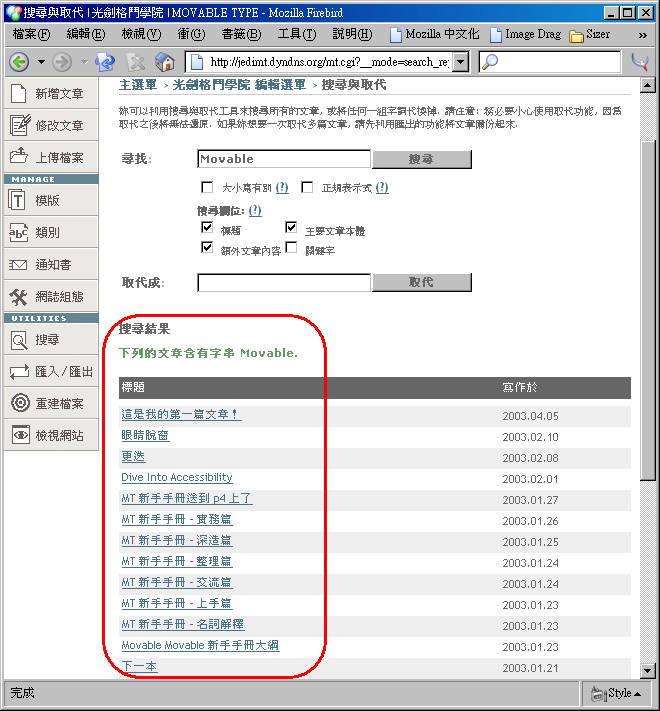 搜尋與取代 | 光劍格鬥學院 | MOVABLE TYPE - Mozilla Firebird
檔案(F) 編輯(E) 檢視(V) 衝(G) 書籤(B) 工具(T) 說明(H) Mozilla 中文化 Image Drag Sizer »
http://jedimt.dyndns.org/mt.cgi?__mode=search_re
新增文章
修改文章
上傳檔案
MANAGE
模版
類別
通知書
網誌組態
UTILITIES
搜尋
匯入/匯出
重建檔案
檢視網站
主選單 > 光劍格鬥學院 編輯選單 > 搜尋與取代
妳可以利用搜尋與取代工具來搜尋所有的文章, 或將任何一組字詞代換掉. 請注意: 務必要小心使用取代功能, 因為
取代之後將無法還原. 如果妳想要一次取代多篇文章, 請先利用匯出的功能將文章備份起來.
尋找: Movable 搜尋
大小寫有別 (?) 正規表示式 (?)
搜尋欄位: (?)
標題 主要文章本體
額外文章內容 關鍵字
取代成: 取代
搜尋結果
下列的文章含有字串 Movable.
標題 寫作於
這是我的第一篇文章！ 2003.04.05
眼睛脫窗 2003.02.10
更迭 2003.02.08
Dive Into Accessibility 2003.02.01
MT 新手手冊送到 p4 上了 2003.01.27
MT 新手手冊 - 實務篇 2003.01.26
MT 新手手冊 - 深造篇 2003.01.25
MT 新手手冊 - 整理篇 2003.01.24
MT 新手手冊 - 交流篇 2003.01.24
MT 新手手冊 - 上手篇 2003.01.23
MT 新手手冊 - 名詞解釋 2003.01.23
Movable Movable 新手手冊大綱 2003.01.23
下一本 2003.01.21
完成 Style